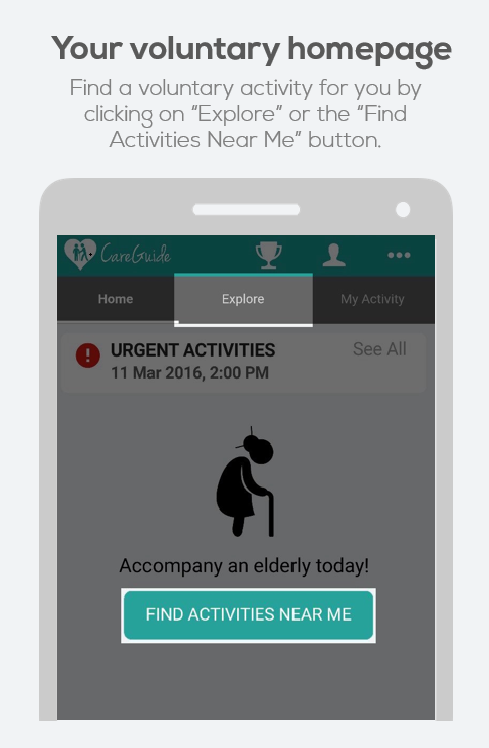 Your voluntary homepage
Find a voluntary activity for you by
clicking on "Explore" or the "Find
Activities Near Me" button.
CareGuide
Home
Explore
My Activity
URGENT ACTIVITIES
See All
11 Mar 2016, 2:00 PM
Accompany an elderly today!
FIND ACTIVITIES NEAR ME